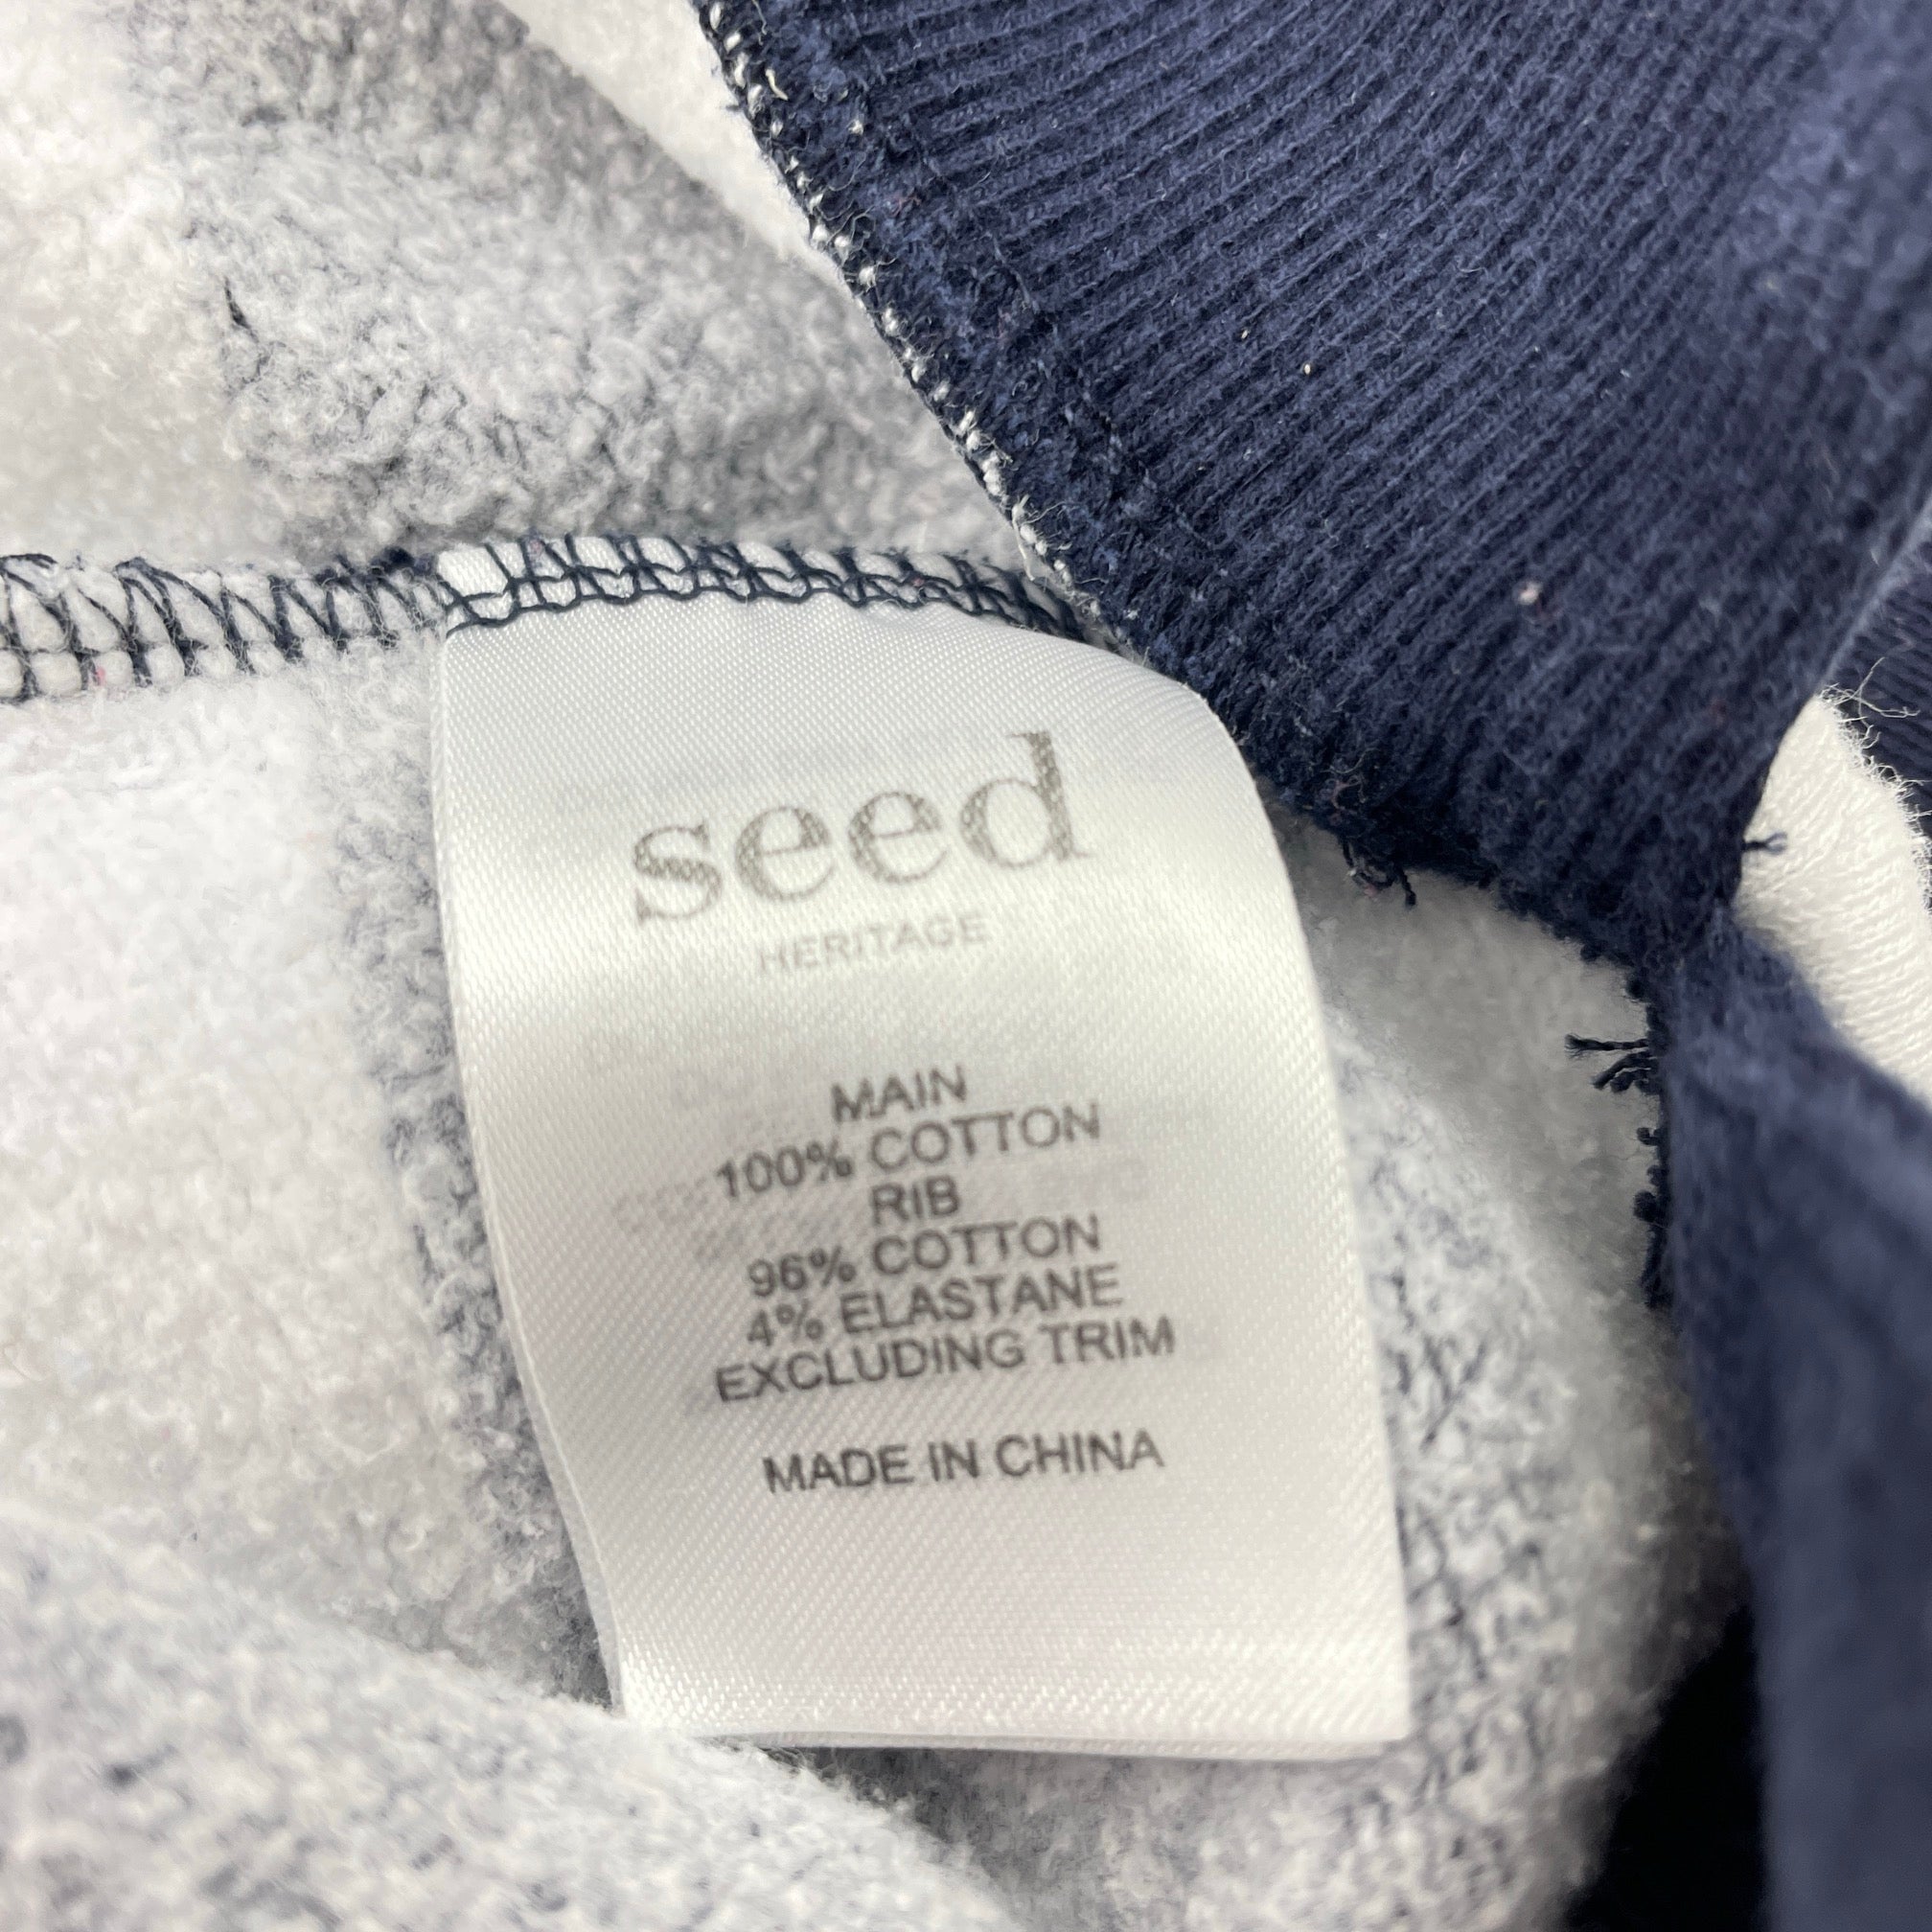 seed
HERITAGE
MAIN
100% COTTON
RIB
96% COTTON
4% ELASTANE
EXCLUDING TRIM
MADE IN CHINA